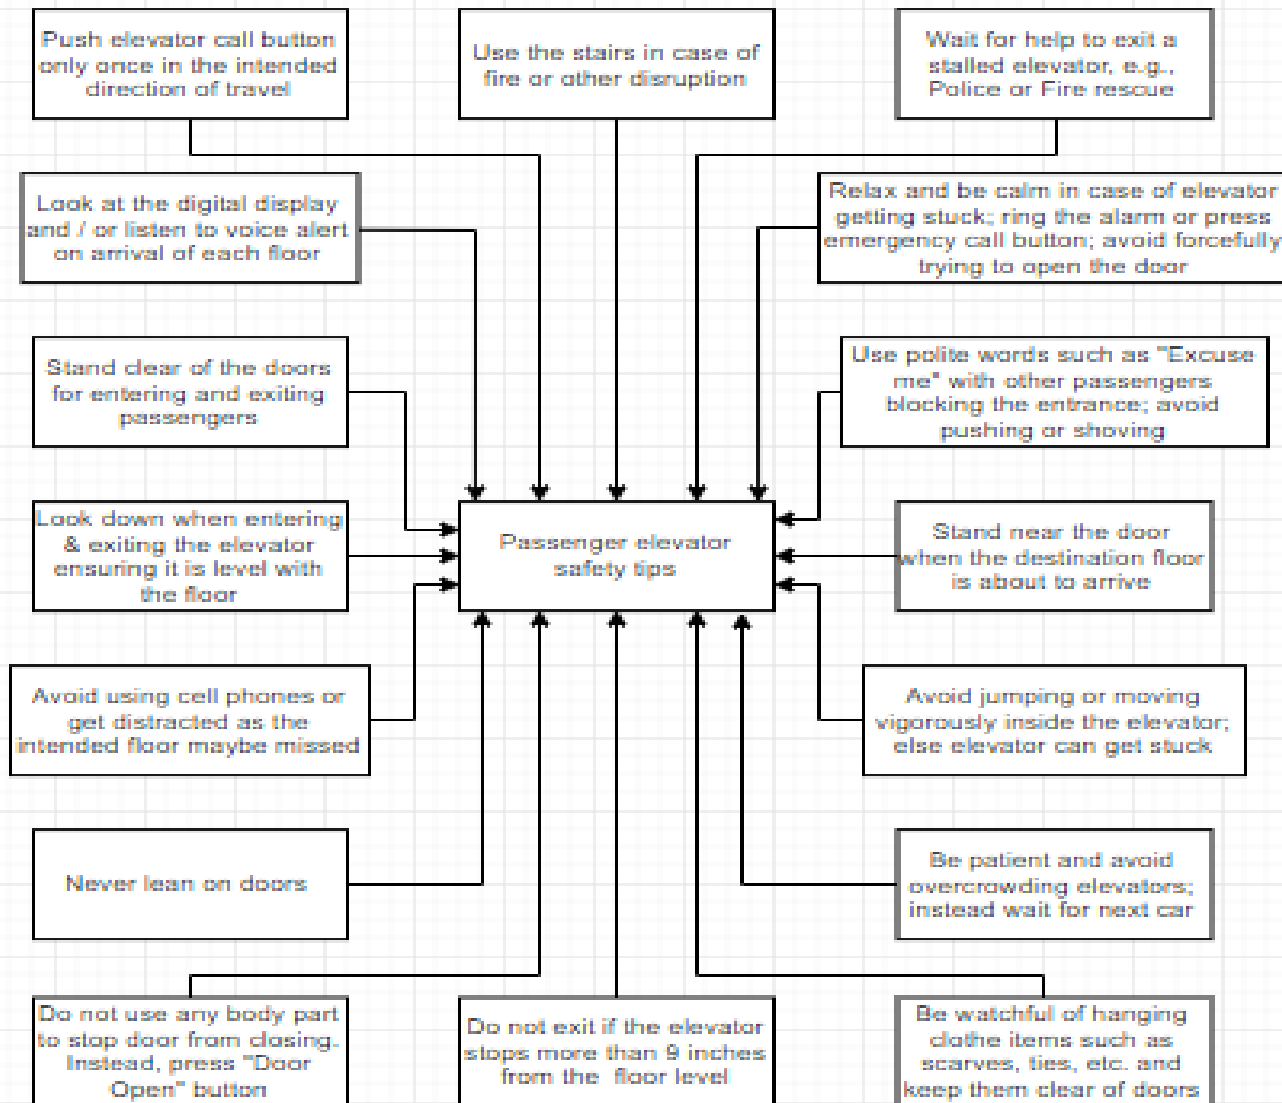 Push elevator call button
only once in the intended
direction of travel
Use the stairs in case of
fire or other disruption
Wait for help to exit a
stalled elevator, e.g.,
Police or Fire rescue
Look at the digital display
and / or listen to voice alert
on arrival of each floor
Relax and be calm in case of elevator
getting stuck; ring the alarm or press
emergency call button; avoid forcefully
trying to open the door
Stand clear of the doors
for entering and exiting
passengers
Use polite words such as "Excuse
me" with other passengers
blocking the entrance; avoid
pushing or shoving
Look down when entering
& exiting the elevator
ensuring it is level with
the floor
Passenger elevator
safety tips
Stand near the door
when the destination floor
is about to arrive
Avoid using cell phones or
get distracted as the
intended floor maybe missed
Avoid jumping or moving
vigorously inside the elevator;
else elevator can get stuck
Never lean on doors
Be patient and avoid
overcrowding elevators;
instead wait for next car
Do not use any body part
to stop door from closing.
Instead, press "Door
Open" button
Do not exit if the elevator
stops more than 9 inches
from the floor level
Be watchful of hanging
clothe items such as
scarves, ties, etc. and
keep them clear of doors